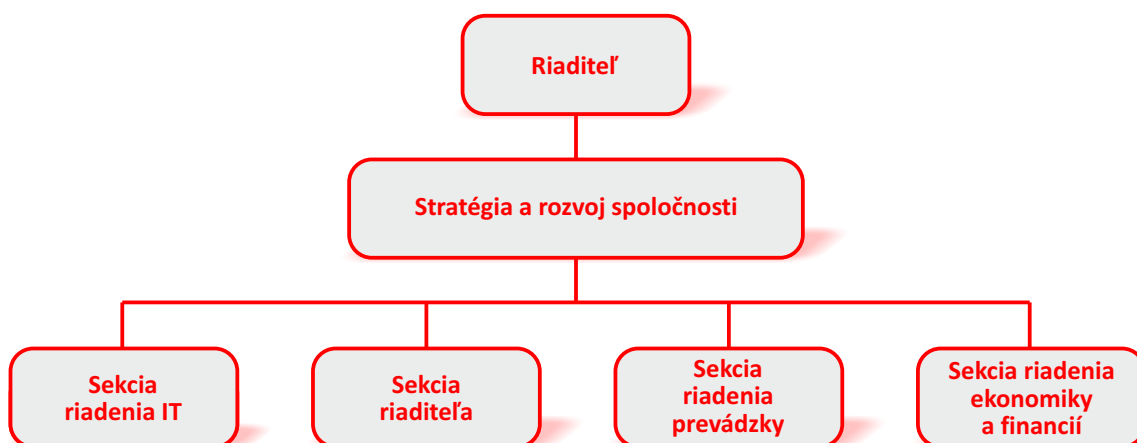 Riaditeľ
Stratégia a rozvoj spoločnosti
Sekcia
riadenia IT
Sekcia
riaditeľa
Sekcia
riadenia
prevádzky
Sekcia riadenia
ekonomiky
a financií